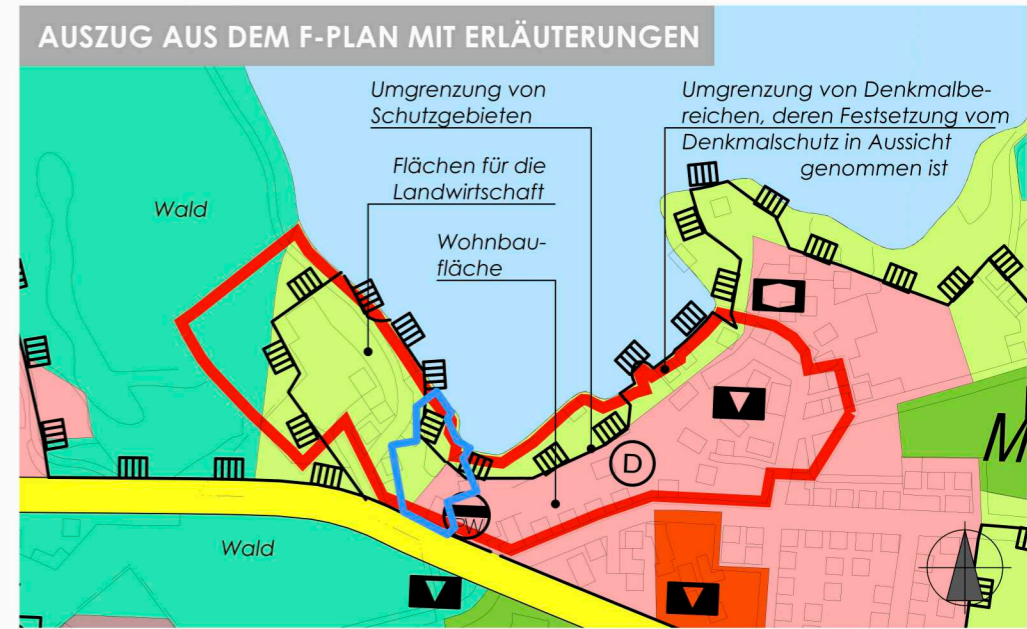 AUSZUG AUS DEM F-PLAN MIT ERLÄUTERUNGEN
Umgrenzung von
Schutzgebieten
Umgrenzung von Denkmalbe-
reichen, deren Festsetzung vom
Denkmalschutz in Aussicht
genommen ist
Flächen für die
Landwirtschaft
Wald
Wohnbau-
fläche
M
D
Wald